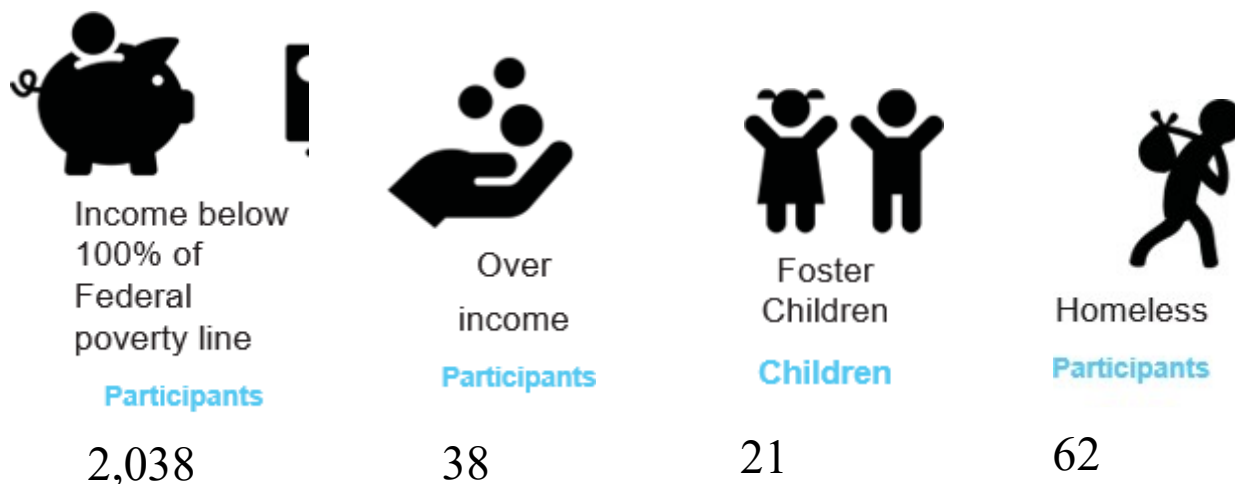 Income below
100% of
Federal
poverty line
Participants
2,038
Over
income
Participants
38
Foster
Children
Children
21
Homeless
Participants
62